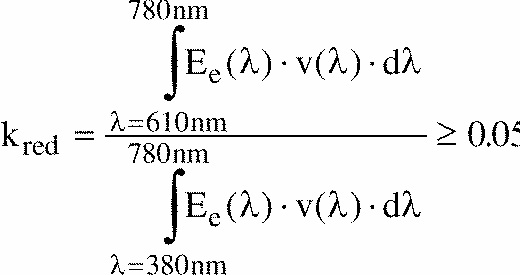 780nm
∫E_e(λ)·v(λ)·dλ
λ=610nm
k_red = ≥ 0.05
780nm
∫E_e(λ)·v(λ)·dλ
λ=380nm